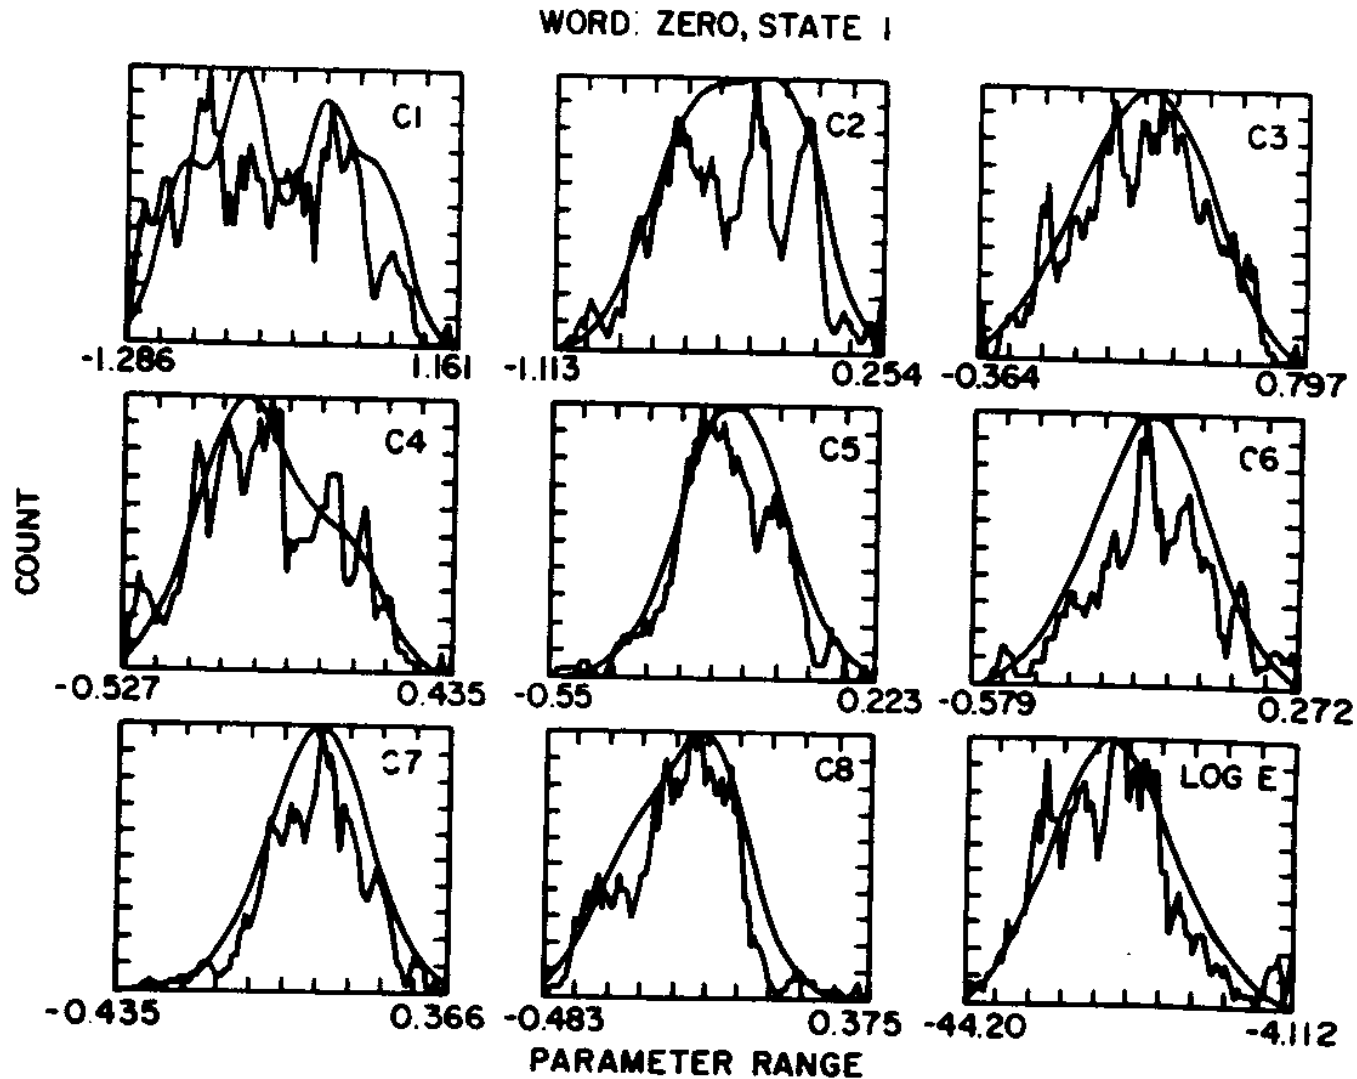 WORD: ZERO, STATE 1
C1
C2
C3
-1.286 1.161 -1.113 0.254 -0.364 0.797
C4
C5
C6
-0.527 0.435 -0.55 0.223 -0.579 0.272
C7
C8
LOG E
-0.435 0.366 -0.483 0.375 -44.20 -4.112
COUNT
PARAMETER RANGE